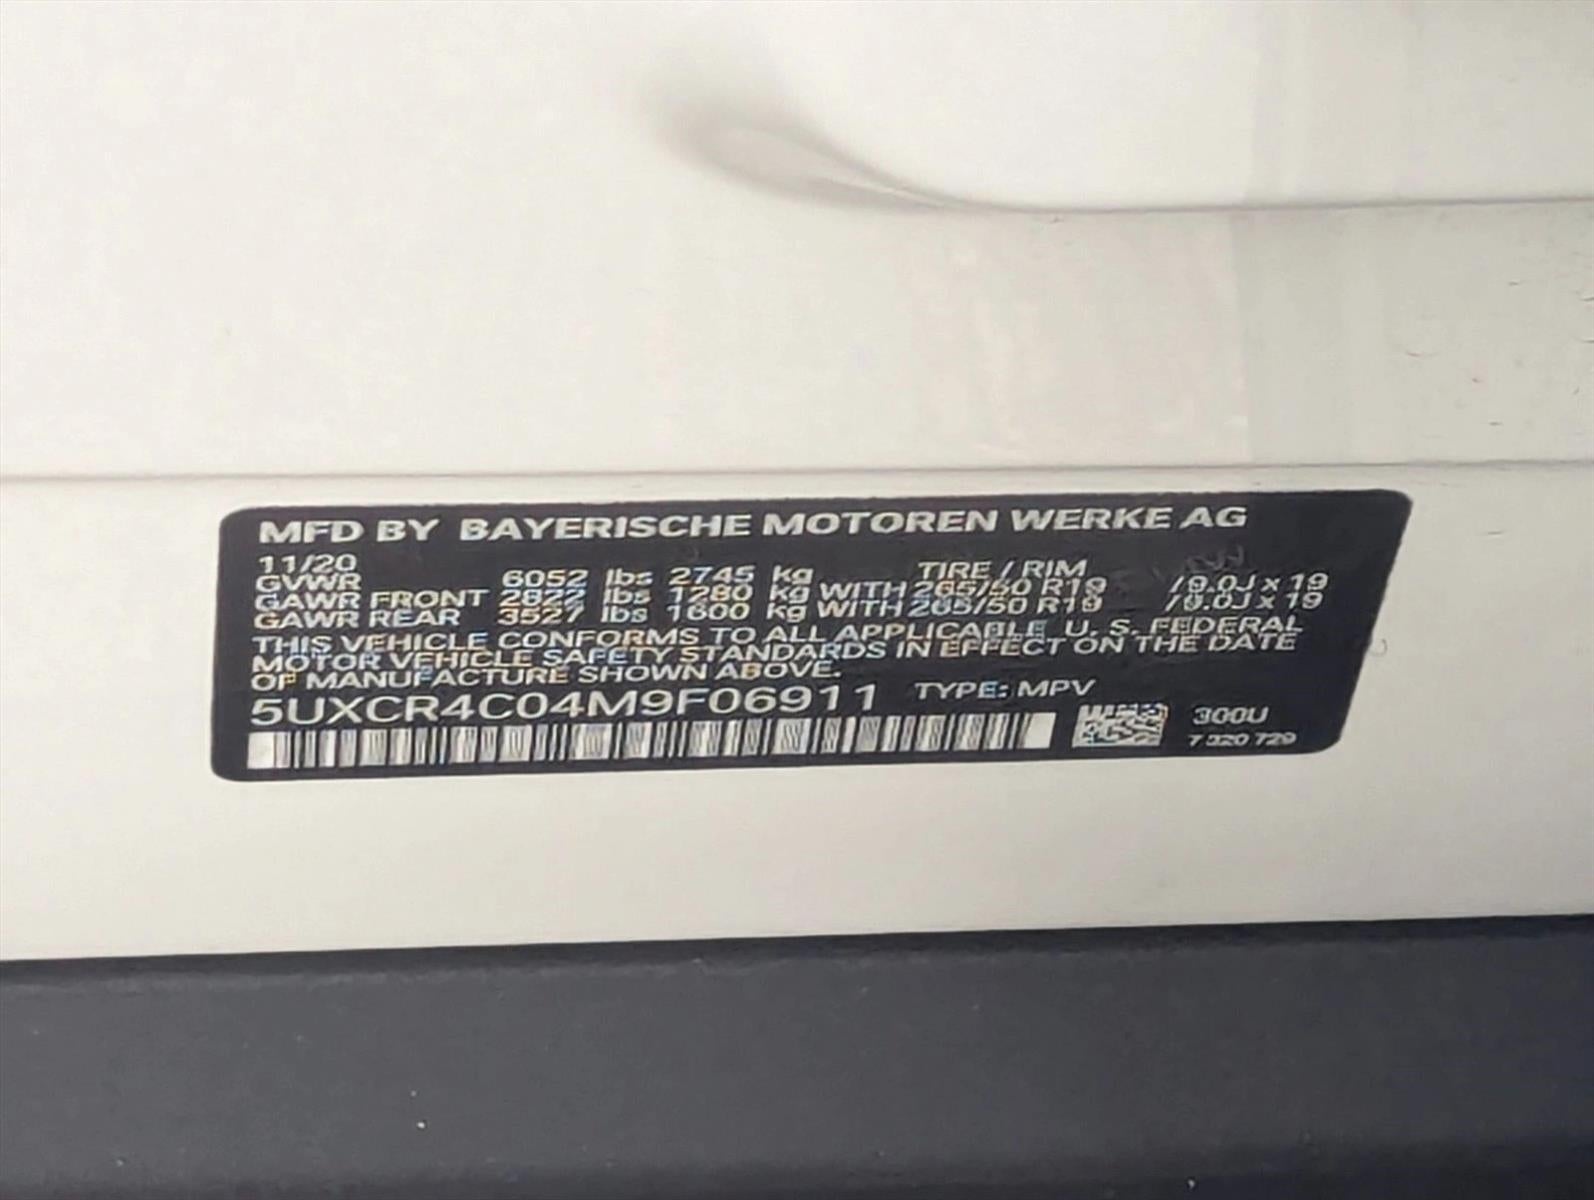 MFD BY BAYERISCHE MOTOREN WERKE AG
11/20 TIRE / RIM
GVWR 6052 lbs 2745 kg
GAWR FRONT 2822 lbs 1280 kg WITH 265/50 R19 /9.0J x 19
GAWR REAR 3527 lbs 1600 kg WITH 265/50 R19 /9.0J x 19
THIS VEHICLE CONFORMS TO ALL APPLICABLE U. S. FEDERAL
MOTOR VEHICLE SAFETY STANDARDS IN EFFECT ON THE DATE
OF MANUFACTURE SHOWN ABOVE.
5UXCR4C04M9F06911 TYPE: MPV
300U
7 320 729